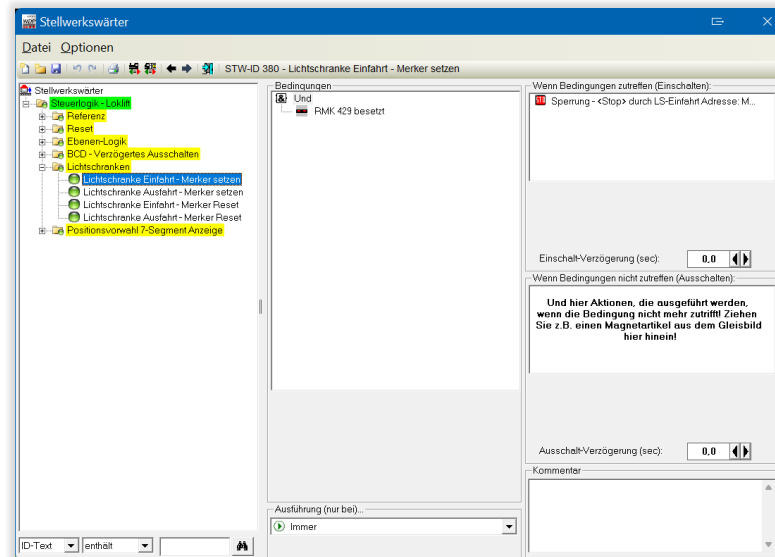 Stellwerkswärter
Datei Optionen
STW-ID 380 - Lichtschranke Einfahrt - Merker setzen
Stellwerkswärter
Steuerlogik - Loklift
Referenz
Reset
Ebenen-Logik
BCD - Verzögertes Ausschalten
Lichtschranken
Lichtschranke Einfahrt - Merker setzen
Lichtschranke Ausfahrt - Merker setzen
Lichtschranke Einfahrt - Merker Reset
Lichtschranke Ausfahrt - Merker Reset
Positionsvorwahl 7-Segment Anzeige
ID-Text enthält
Bedingungen
& Und
RMK 429 besetzt
Ausführung (nur bei)...
Immer
Wenn Bedingungen zutreffen (Einschalten):
Sperrung - <Stop> durch LS-Einfahrt Adresse: M...
Einschalt-Verzögerung (sec): 0,0
Wenn Bedingungen nicht zutreffen (Ausschalten):
Und hier Aktionen, die ausgeführt werden,
wenn die Bedingung nicht mehr zutrifft! Ziehen
Sie z.B. einen Magnetartikel aus dem Gleisbild
hier hinein!
Ausschalt-Verzögerung (sec): 0,0
Kommentar